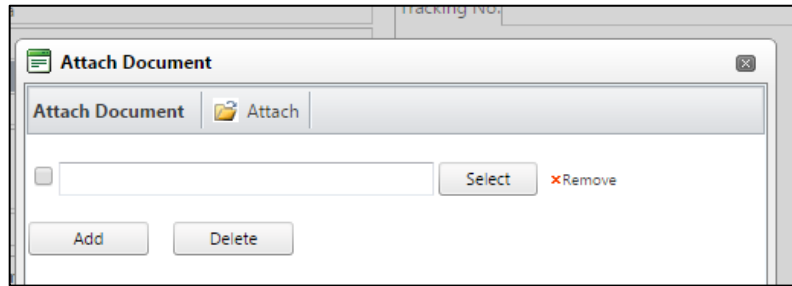 Tracking No.
Attach Document
Attach Document Attach
Select Remove
Add Delete